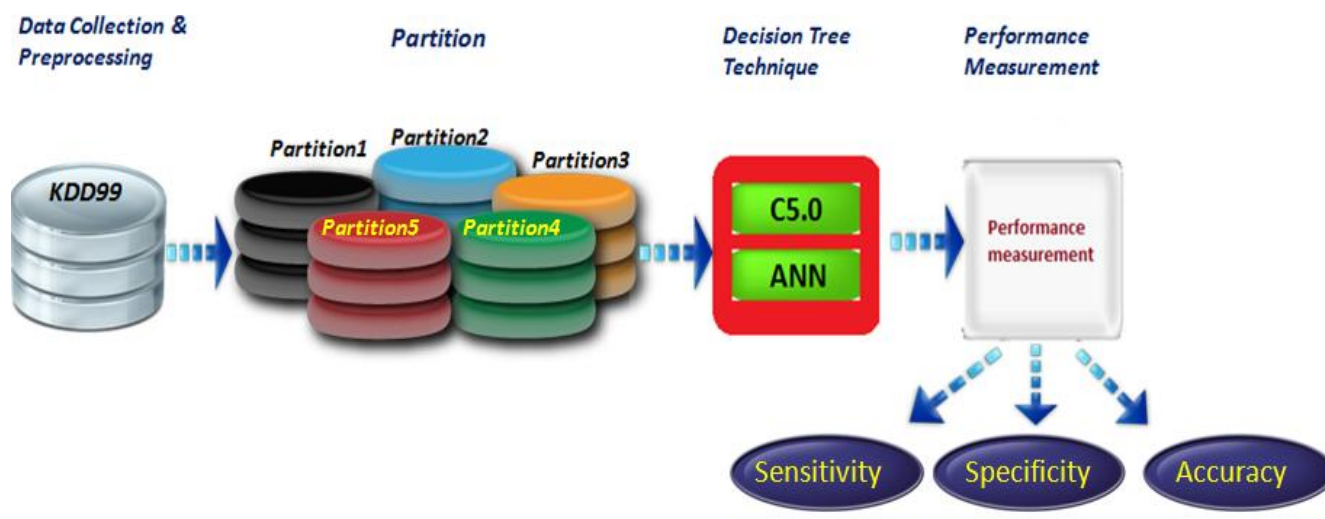 Data Collection &
Preprocessing
Partition
Decision Tree
Technique
Performance
Measurement
KDD99
Partition1
Partition2
Partition3
Partition5
Partition4
C5.0
ANN
Performance
measurement
Sensitivity
Specificity
Accuracy